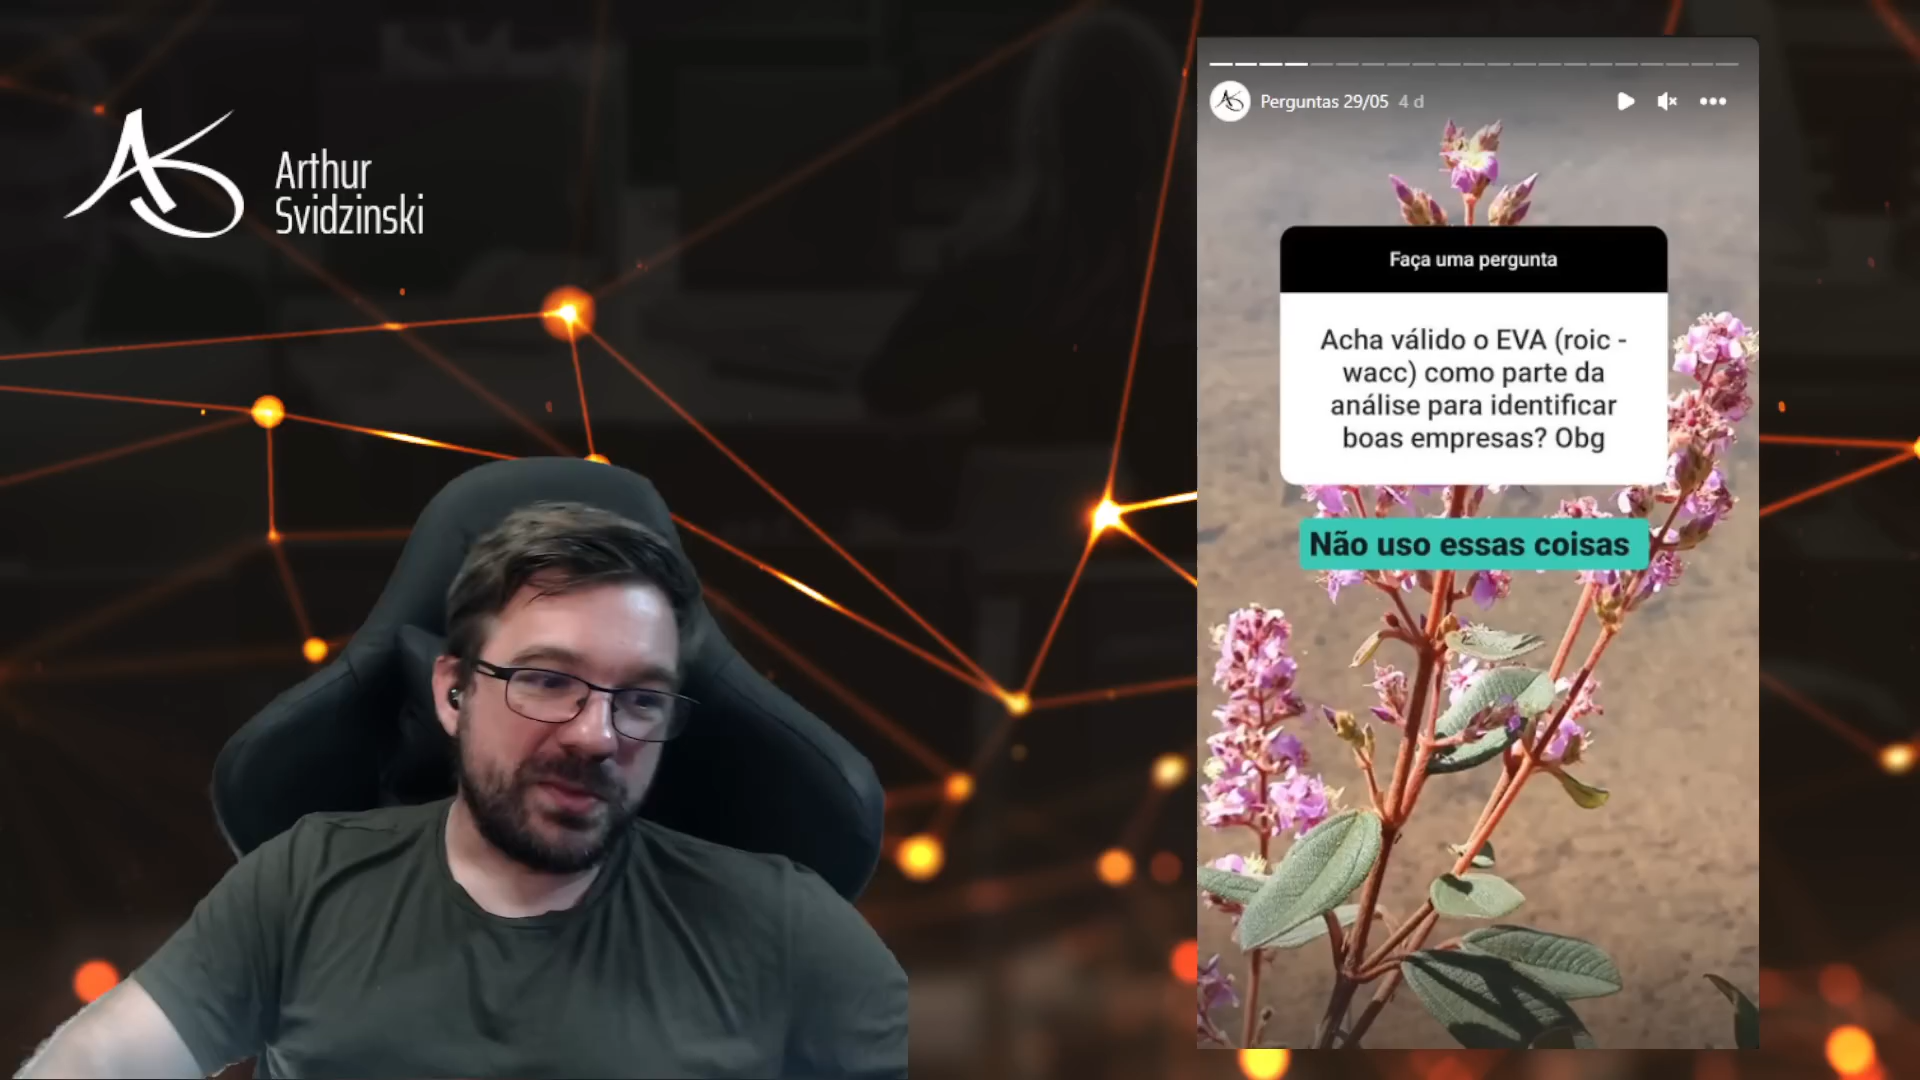 Arthur
Svidzinski
Perguntas 29/05 4 d
Faça uma pergunta
Acha válido o EVA (roic -
wacc) como parte da
análise para identificar
boas empresas? Obg
Não uso essas coisas